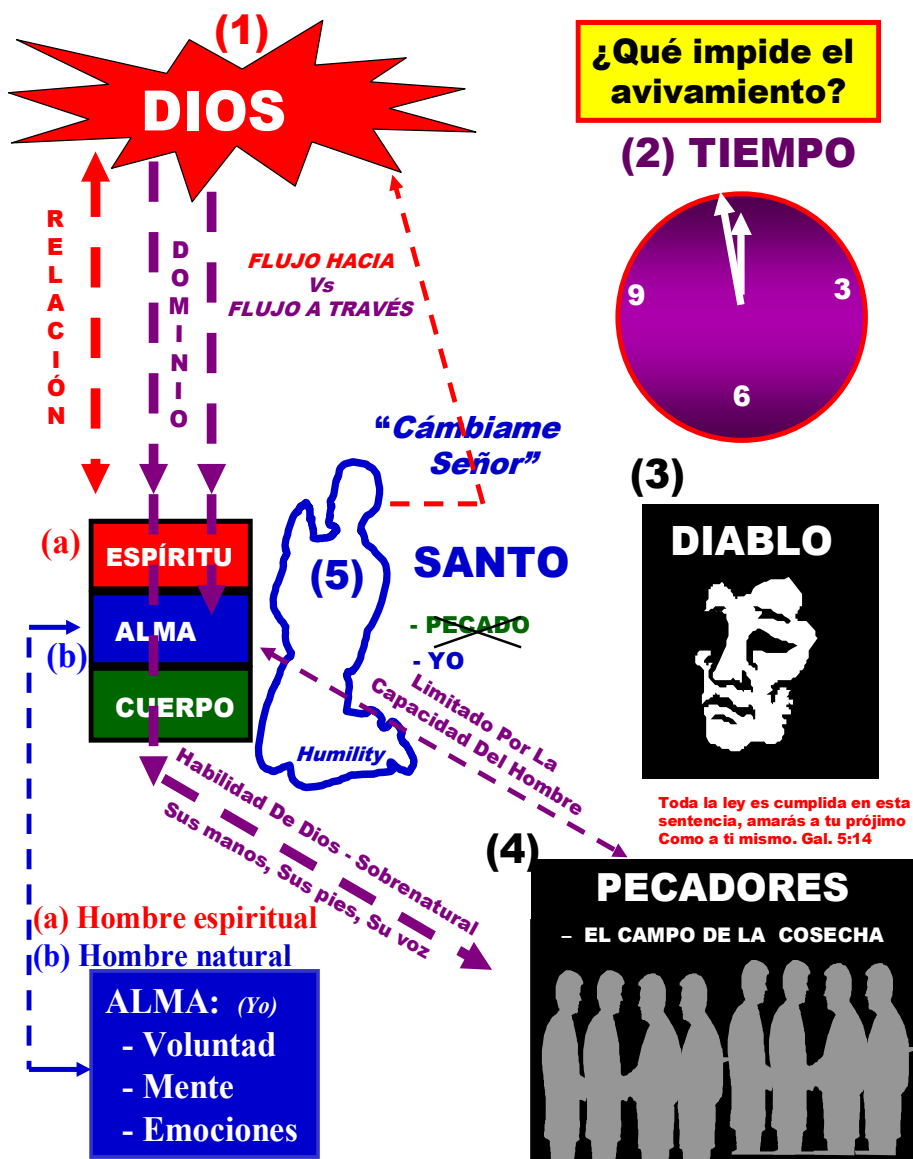 (1)
DIOS
¿Qué impide el
avivamiento?
(2) TIEMPO
9
3
6
RELACIÓN
DOMINIO
FLUJO HACIA
Vs
FLUJO A TRAVÉS
“Cámbiame
Señor”
(3)
DIABLO
(a)
ESPÍRITU
(b)
ALMA
CUERPO
(5)
Humility
SANTO
- PECADO
- YO
Limitado Por La
Capacidad Del Hombre
Habilidad De Dios - Sobrenatural
Sus manos, Sus pies, Su voz
Toda la ley es cumplida en esta
sentencia, amarás a tu prójimo
Como a ti mismo. Gal. 5:14
(4)
PECADORES
– EL CAMPO DE LA COSECHA
(a) Hombre espiritual
(b) Hombre natural
ALMA: (Yo)
- Voluntad
- Mente
- Emociones